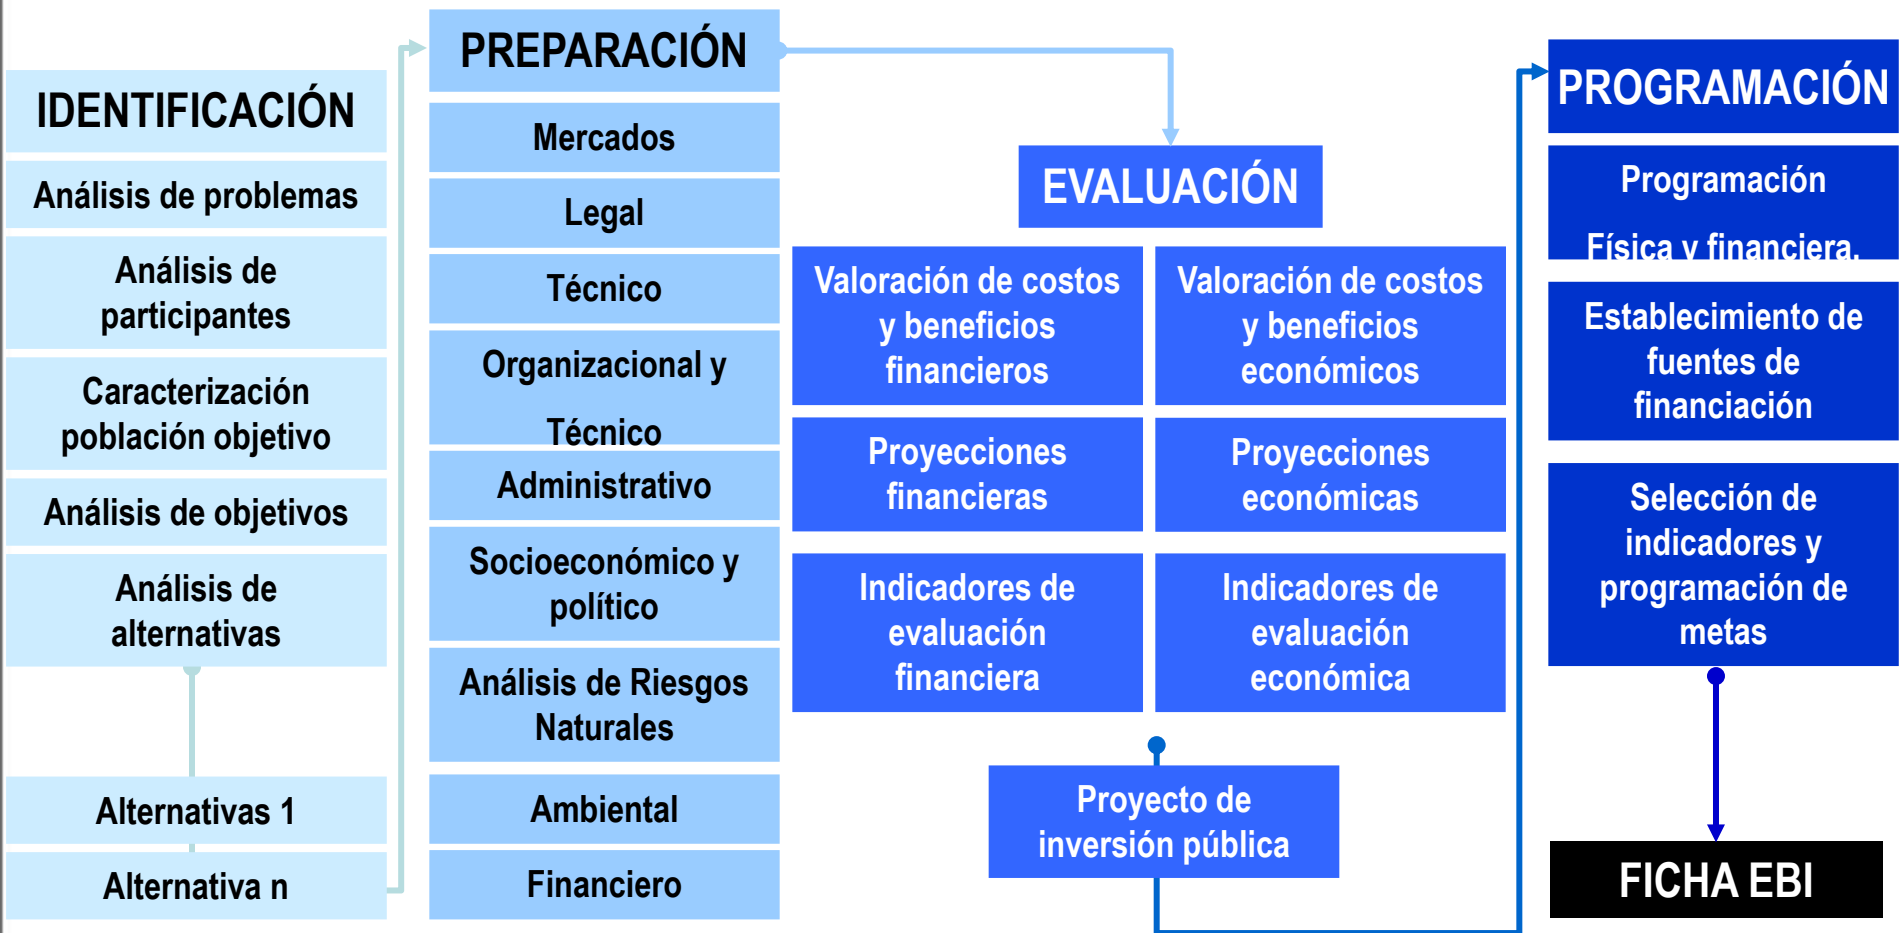 IDENTIFICACIÓN
Análisis de problemas
Análisis de
participantes
Caracterización
población objetivo
Análisis de objetivos
Análisis de
alternativas
Alternativas 1
Alternativa n
PREPARACIÓN
Mercados
Legal
Técnico
Organizacional y
Técnico
Administrativo
Socioeconómico y
político
Análisis de Riesgos
Naturales
Ambiental
Financiero
EVALUACIÓN
Valoración de costos
y beneficios
financieros
Proyecciones
financieras
Indicadores de
evaluación
financiera
Valoración de costos
y beneficios
económicos
Proyecciones
económicas
Indicadores de
evaluación
económica
Proyecto de
inversión pública
PROGRAMACIÓN
Programación
Física y financiera.
Establecimiento de
fuentes de
financiación
Selección de
indicadores y
programación de
metas
FICHA EBI